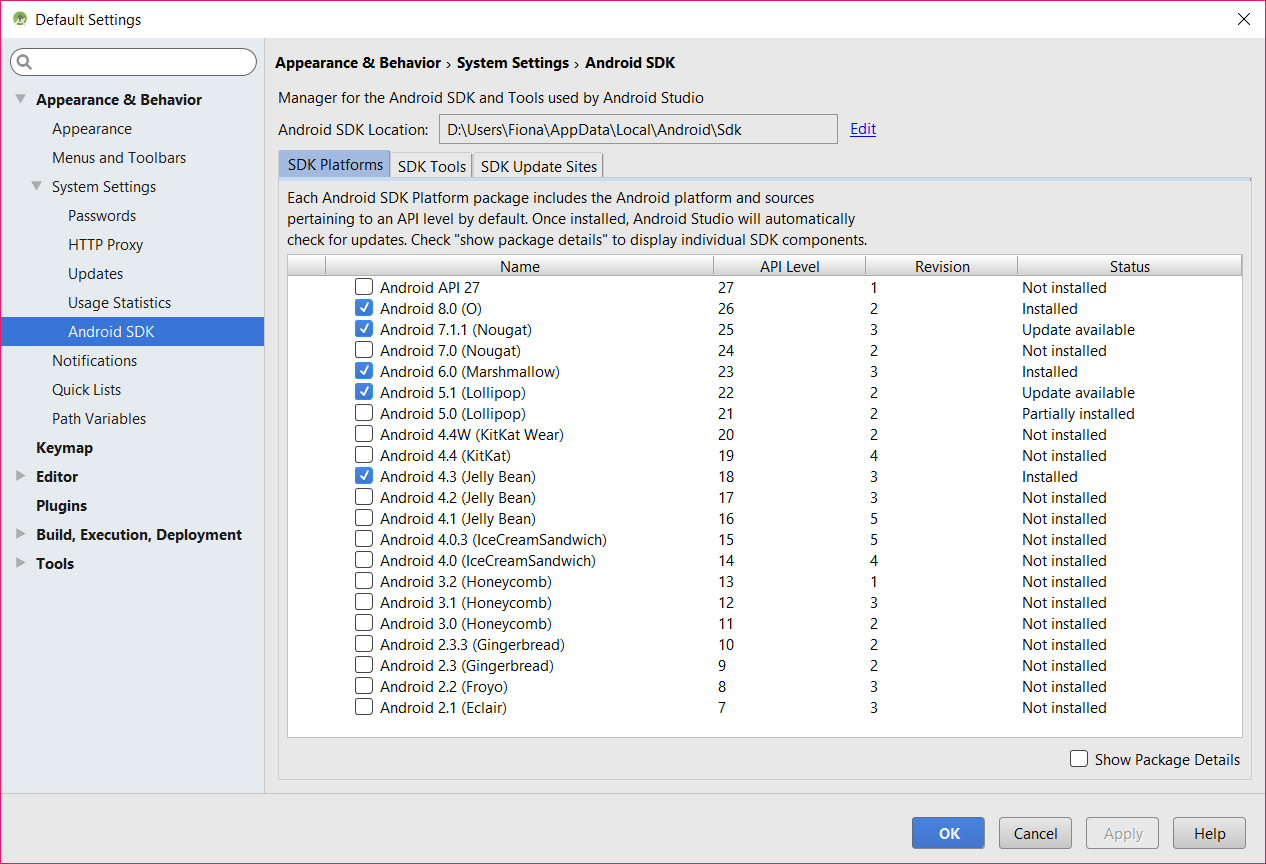 Default Settings
Appearance & Behavior
Appearance
Menus and Toolbars
System Settings
Passwords
HTTP Proxy
Updates
Usage Statistics
Android SDK
Notifications
Quick Lists
Path Variables
Keymap
Editor
Plugins
Build, Execution, Deployment
Tools
Appearance & Behavior › System Settings › Android SDK
Manager for the Android SDK and Tools used by Android Studio
Android SDK Location: D:\Users\Fiona\AppData\Local\Android\Sdk Edit
SDK Platforms SDK Tools SDK Update Sites
Each Android SDK Platform package includes the Android platform and sources
pertaining to an API level by default. Once installed, Android Studio will automatically
check for updates. Check "show package details" to display individual SDK components.
Name API Level Revision Status
Android API 27 27 1 Not installed
Android 8.0 (O) 26 2 Installed
Android 7.1.1 (Nougat) 25 3 Update available
Android 7.0 (Nougat) 24 2 Not installed
Android 6.0 (Marshmallow) 23 3 Installed
Android 5.1 (Lollipop) 22 2 Update available
Android 5.0 (Lollipop) 21 2 Partially installed
Android 4.4W (KitKat Wear) 20 2 Not installed
Android 4.4 (KitKat) 19 4 Not installed
Android 4.3 (Jelly Bean) 18 3 Installed
Android 4.2 (Jelly Bean) 17 3 Not installed
Android 4.1 (Jelly Bean) 16 5 Not installed
Android 4.0.3 (IceCreamSandwich) 15 5 Not installed
Android 4.0 (IceCreamSandwich) 14 4 Not installed
Android 3.2 (Honeycomb) 13 1 Not installed
Android 3.1 (Honeycomb) 12 3 Not installed
Android 3.0 (Honeycomb) 11 2 Not installed
Android 2.3.3 (Gingerbread) 10 2 Not installed
Android 2.3 (Gingerbread) 9 2 Not installed
Android 2.2 (Froyo) 8 3 Not installed
Android 2.1 (Eclair) 7 3 Not installed
Show Package Details
OK Cancel Apply Help